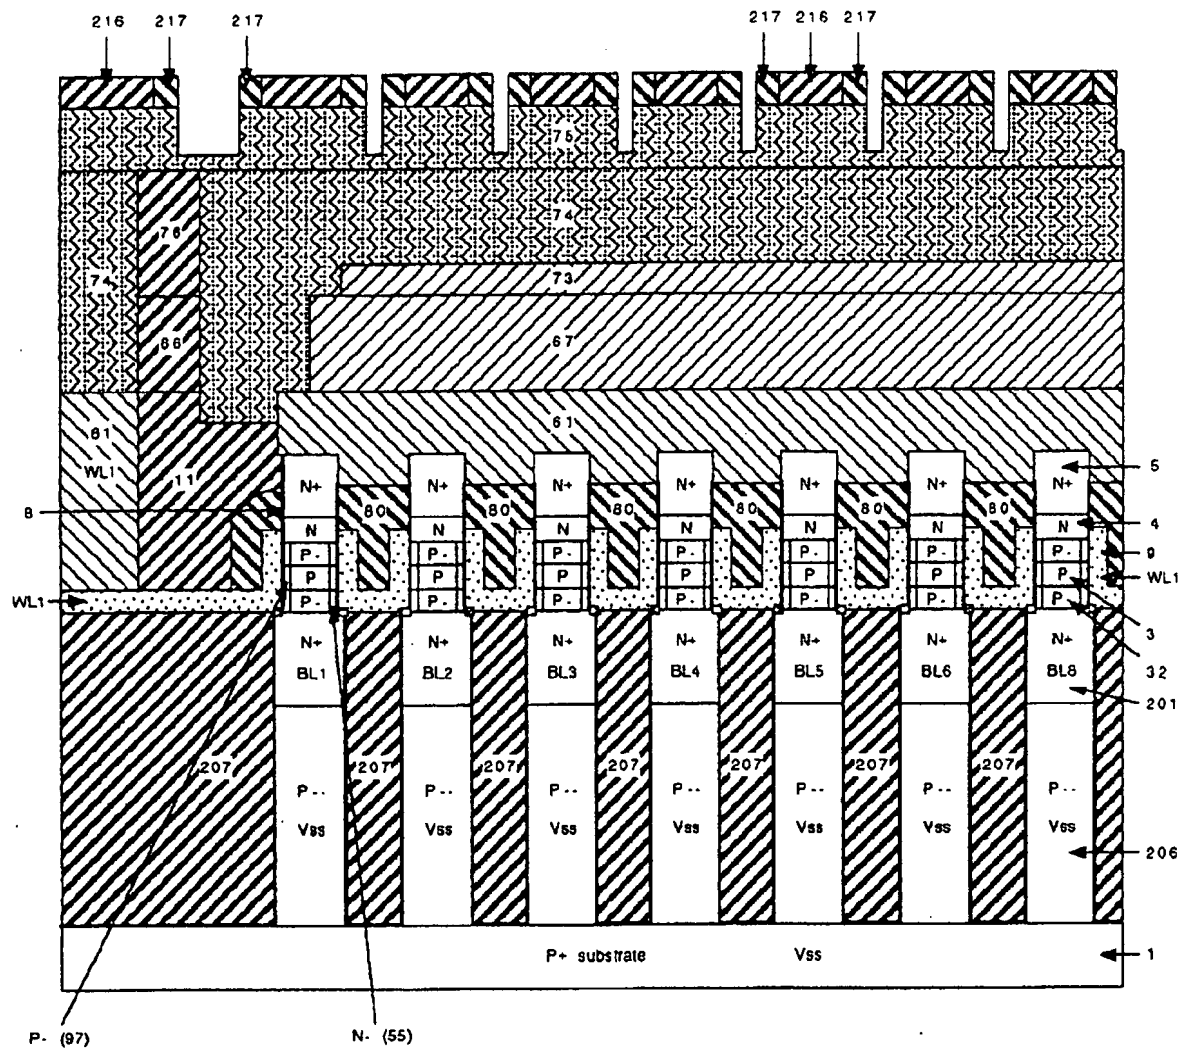 216 217 217 217 216 217
75
76 74
74 73
86 67
81 61
WL1
11
N+ N+ N+ N+ N+ N+ N+ 5
8 80 80 80 80 80 80
N N N N N N N 4
P- P- P- P- P- P- P- 9
P P P P P P P WL1
WL1 P- P- P- P- P- P- P-
3
N+ N+ N+ N+ N+ N+ N+
BL1 BL2 BL3 BL4 BL5 BL6 BL8 32
201
207 207 207 207 207 207 207
P-- P-- P-- P-- P-- P-- P--
Vss Vss Vss Vss Vss Vss Vss
206
P+ substrate Vss 1
P- (97) N- (55)